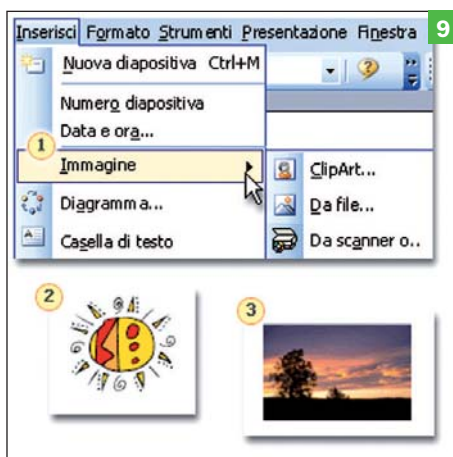 Inserisci Formato Strumenti Presentazione Finestra 9
Nuova diapositiva Ctrl+M
Numero diapositiva
Data e ora...
1
Immagine
ClipArt...
Diagramma...
Da file...
Casella di testo
Da scanner o..
2
3